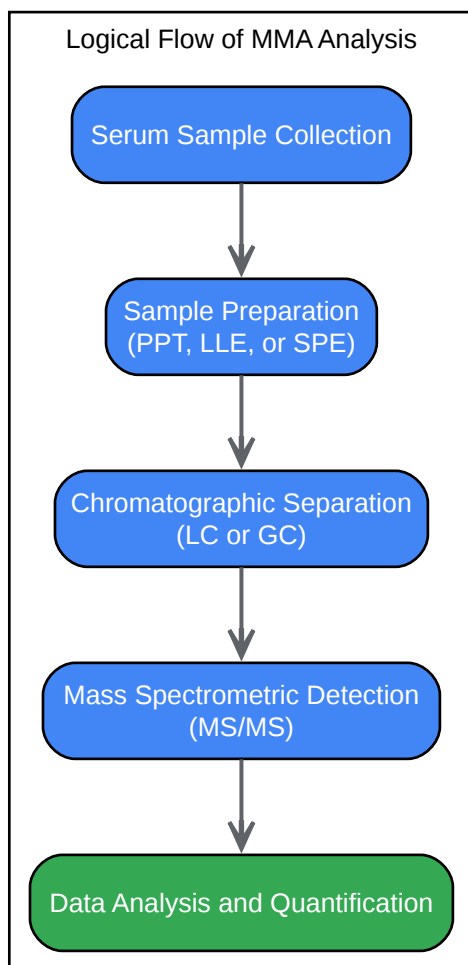 Logical Flow of MMA Analysis
Serum Sample Collection
Sample Preparation
(PPT, LLE, or SPE)
Chromatographic Separation
(LC or GC)
Mass Spectrometric Detection
(MS/MS)
Data Analysis and Quantification